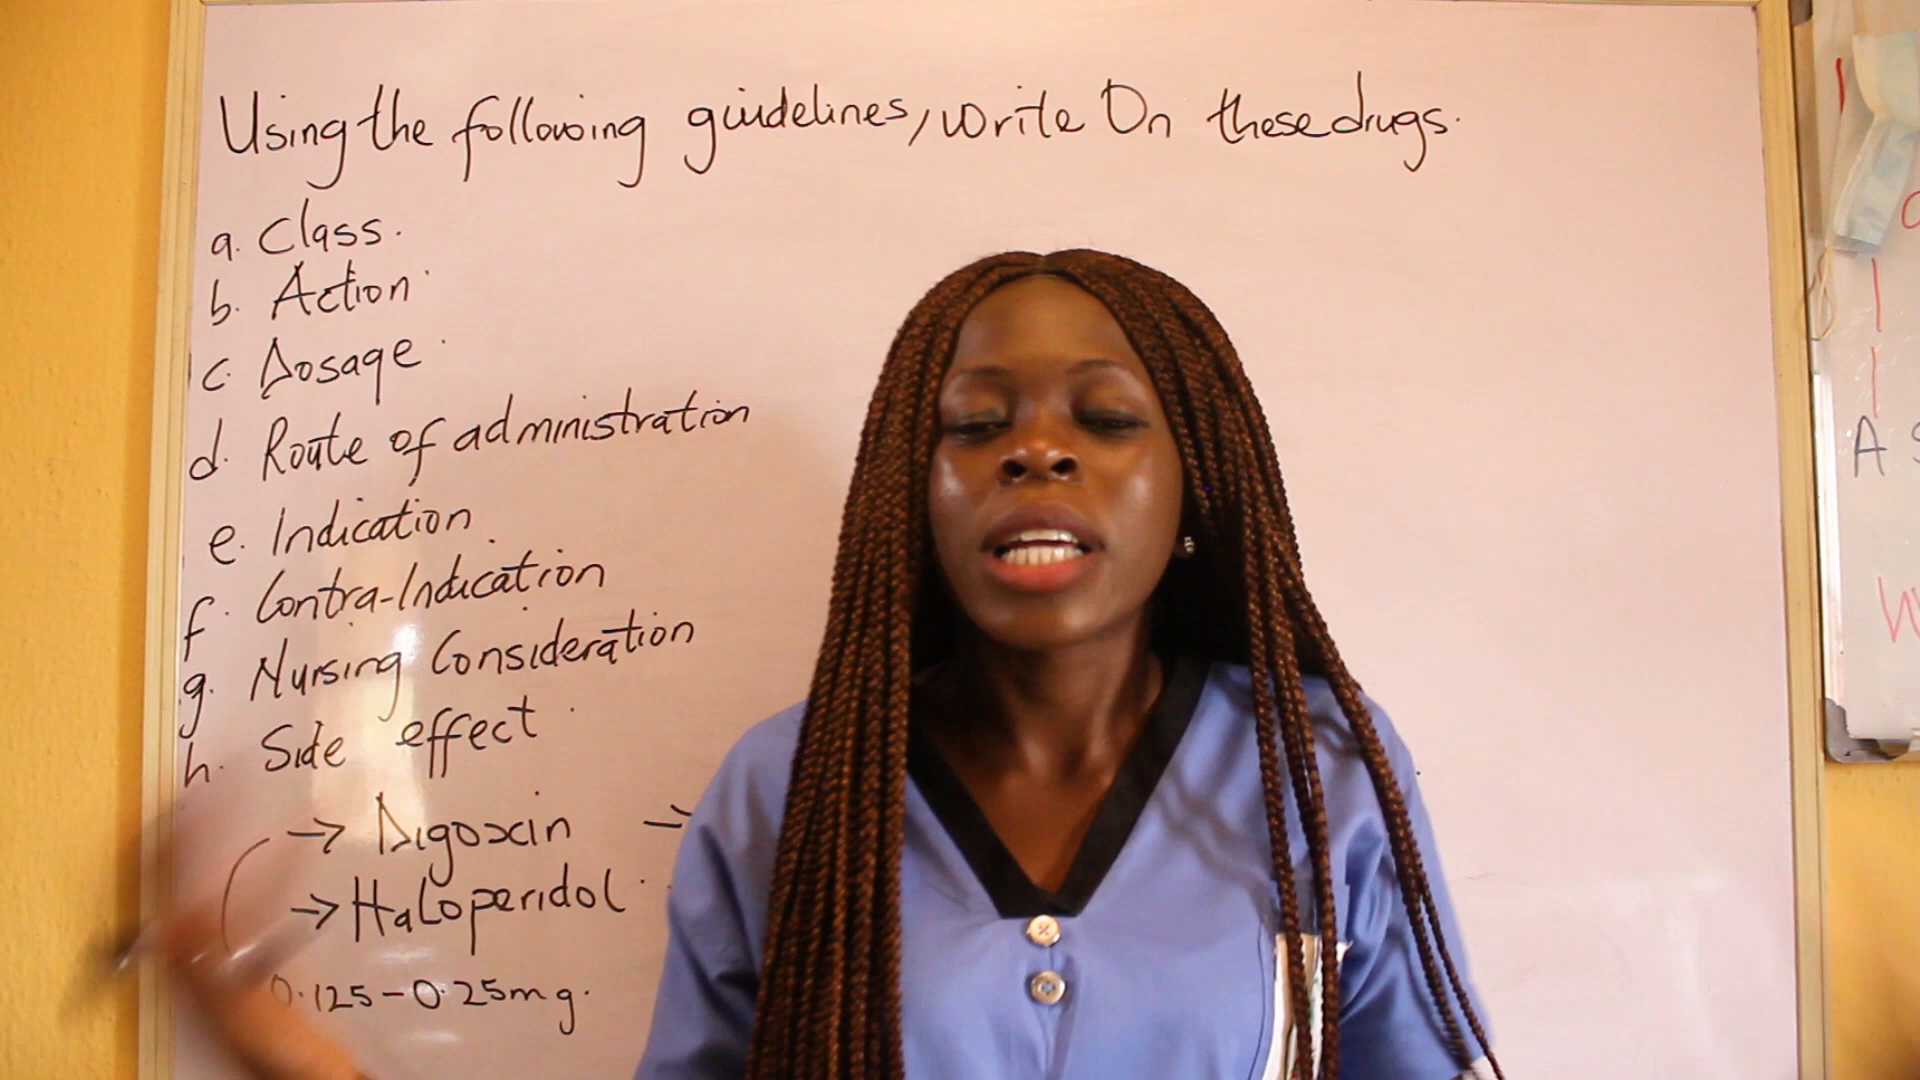 Using the following guidelines, write On these drugs.
a. Class.
b. Action
c. Dosage
d. Route of administration
e. Indication
f. Contra-Indication
g. Nursing Consideration
h. Side effect
→ Digoxin →
→ Haloperidol
0.125-0.25mg.
A